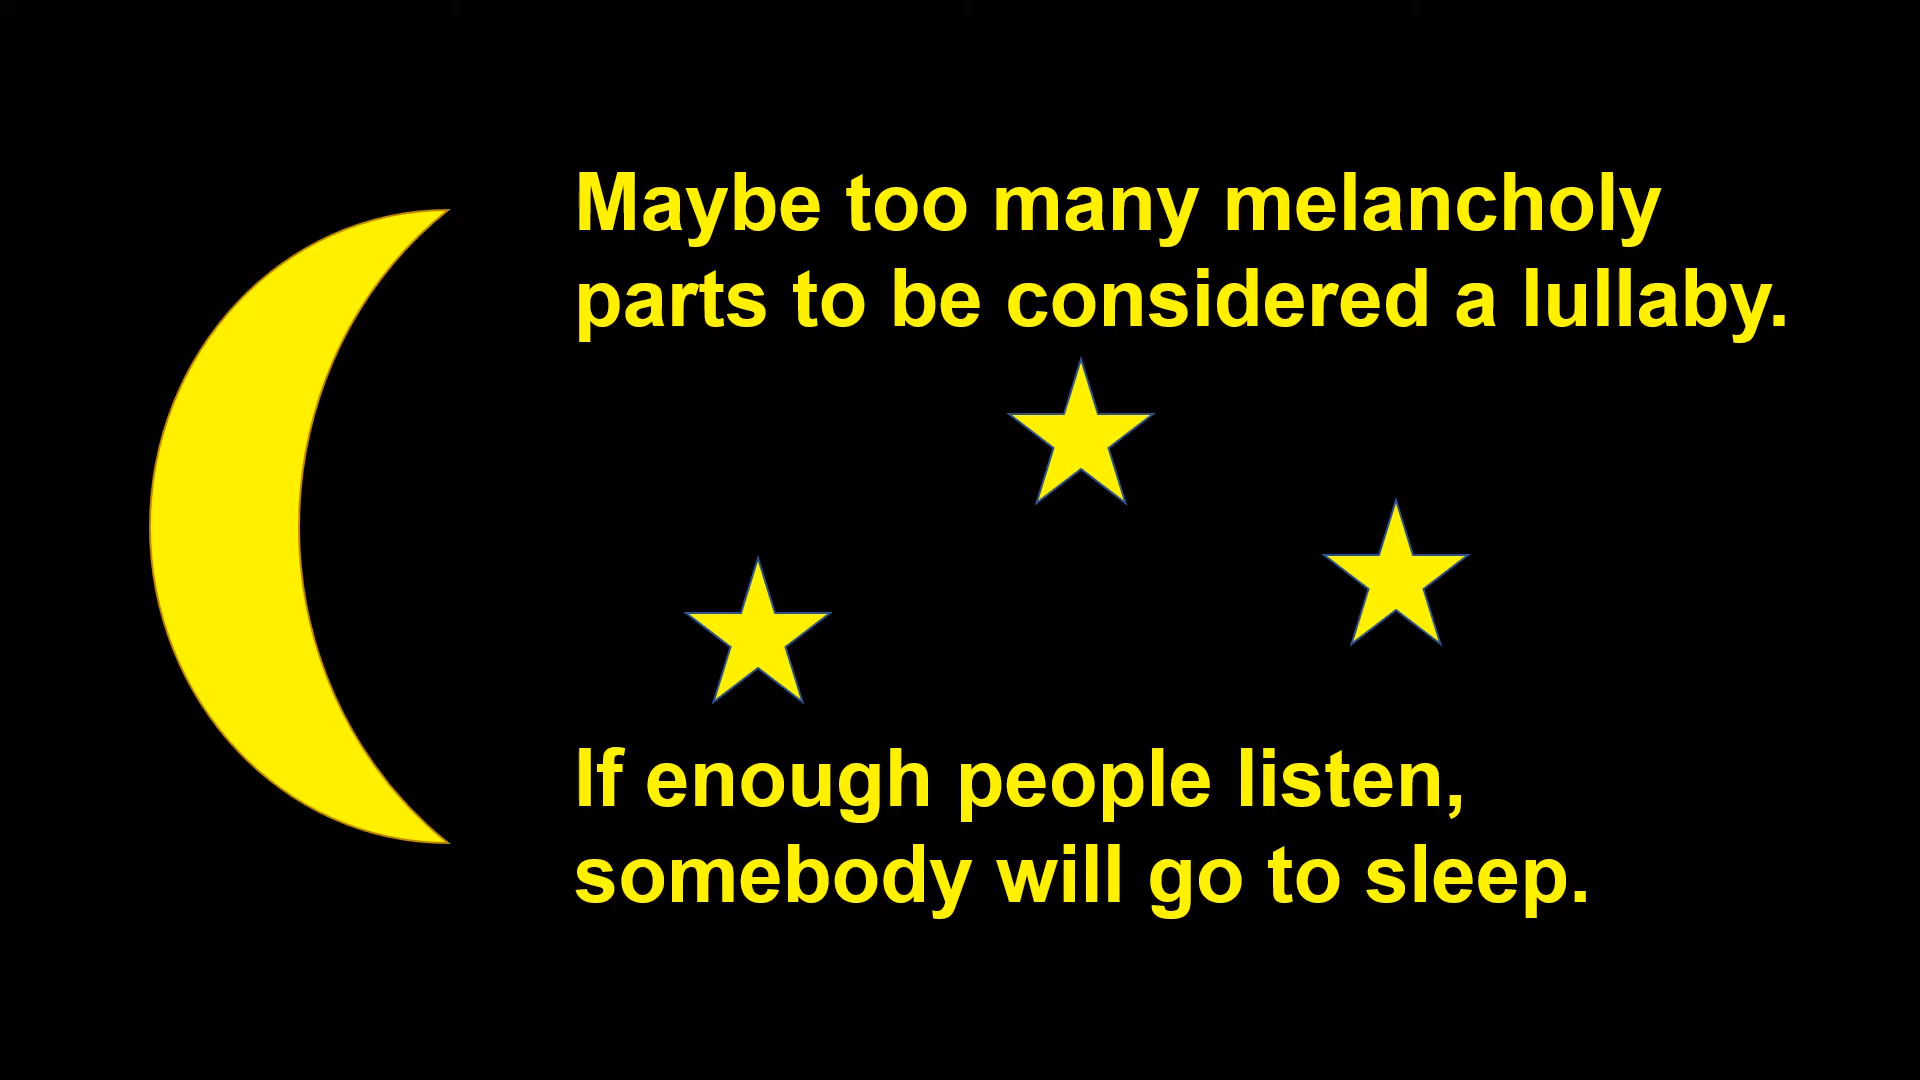 Maybe too many melancholy
parts to be considered a lullaby.
If enough people listen,
somebody will go to sleep.